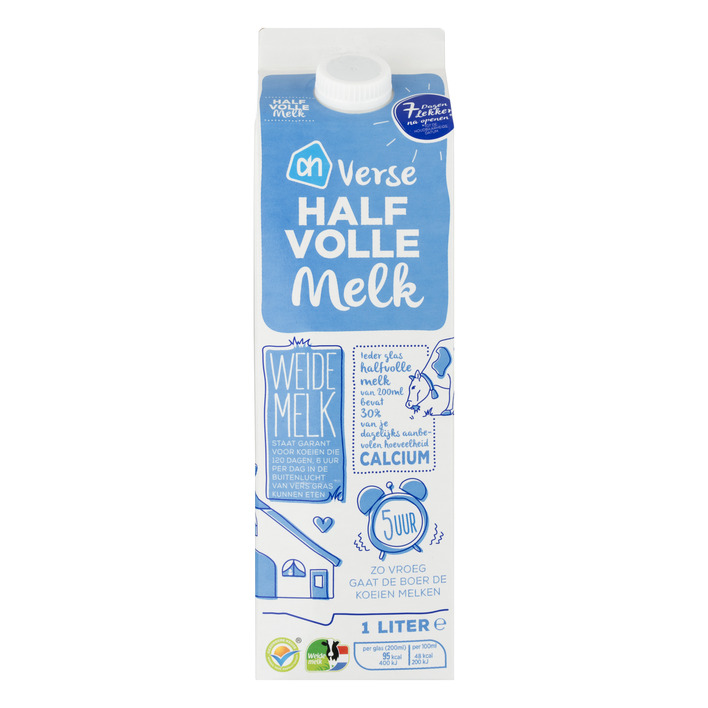 HALF
VOLLE
Melk
7 Dagen
Lekker
na openen*
ah Verse
HALF
VOLLE
Melk
WEIDE
MELK
STAAT GARANT
VOOR KOEIEN DIE
120 DAGEN, 6 UUR
PER DAG IN DE
BUITENLUCHT
VAN VERS GRAS
KUNNEN ETEN
Ieder glas
halfvolle
melk
van 200ml
bevat
30%
van je
dagelijks aanbe-
volen hoeveelheid
CALCIUM
5 UUR
ZO VROEG
GAAT DE BOER DE
KOEIEN MELKEN
1 LITER e
Weide
melk
per glas (200ml)
95 kcal
400 kJ
per 100ml
48 kcal
200 kJ